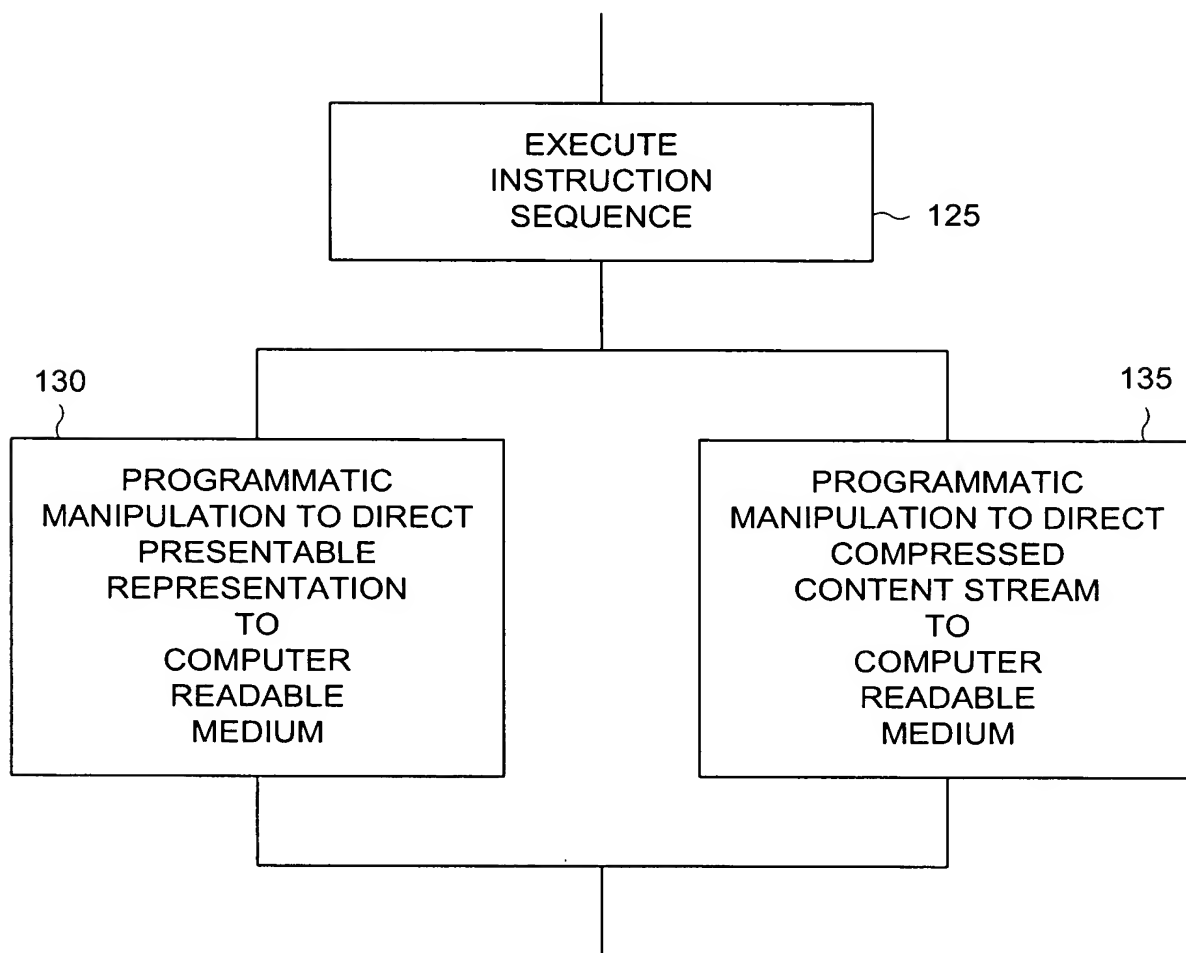 EXECUTE
INSTRUCTION
SEQUENCE
125
130
PROGRAMMATIC
MANIPULATION TO DIRECT
PRESENTABLE
REPRESENTATION
TO
COMPUTER
READABLE
MEDIUM
135
PROGRAMMATIC
MANIPULATION TO DIRECT
COMPRESSED
CONTENT STREAM
TO
COMPUTER
READABLE
MEDIUM